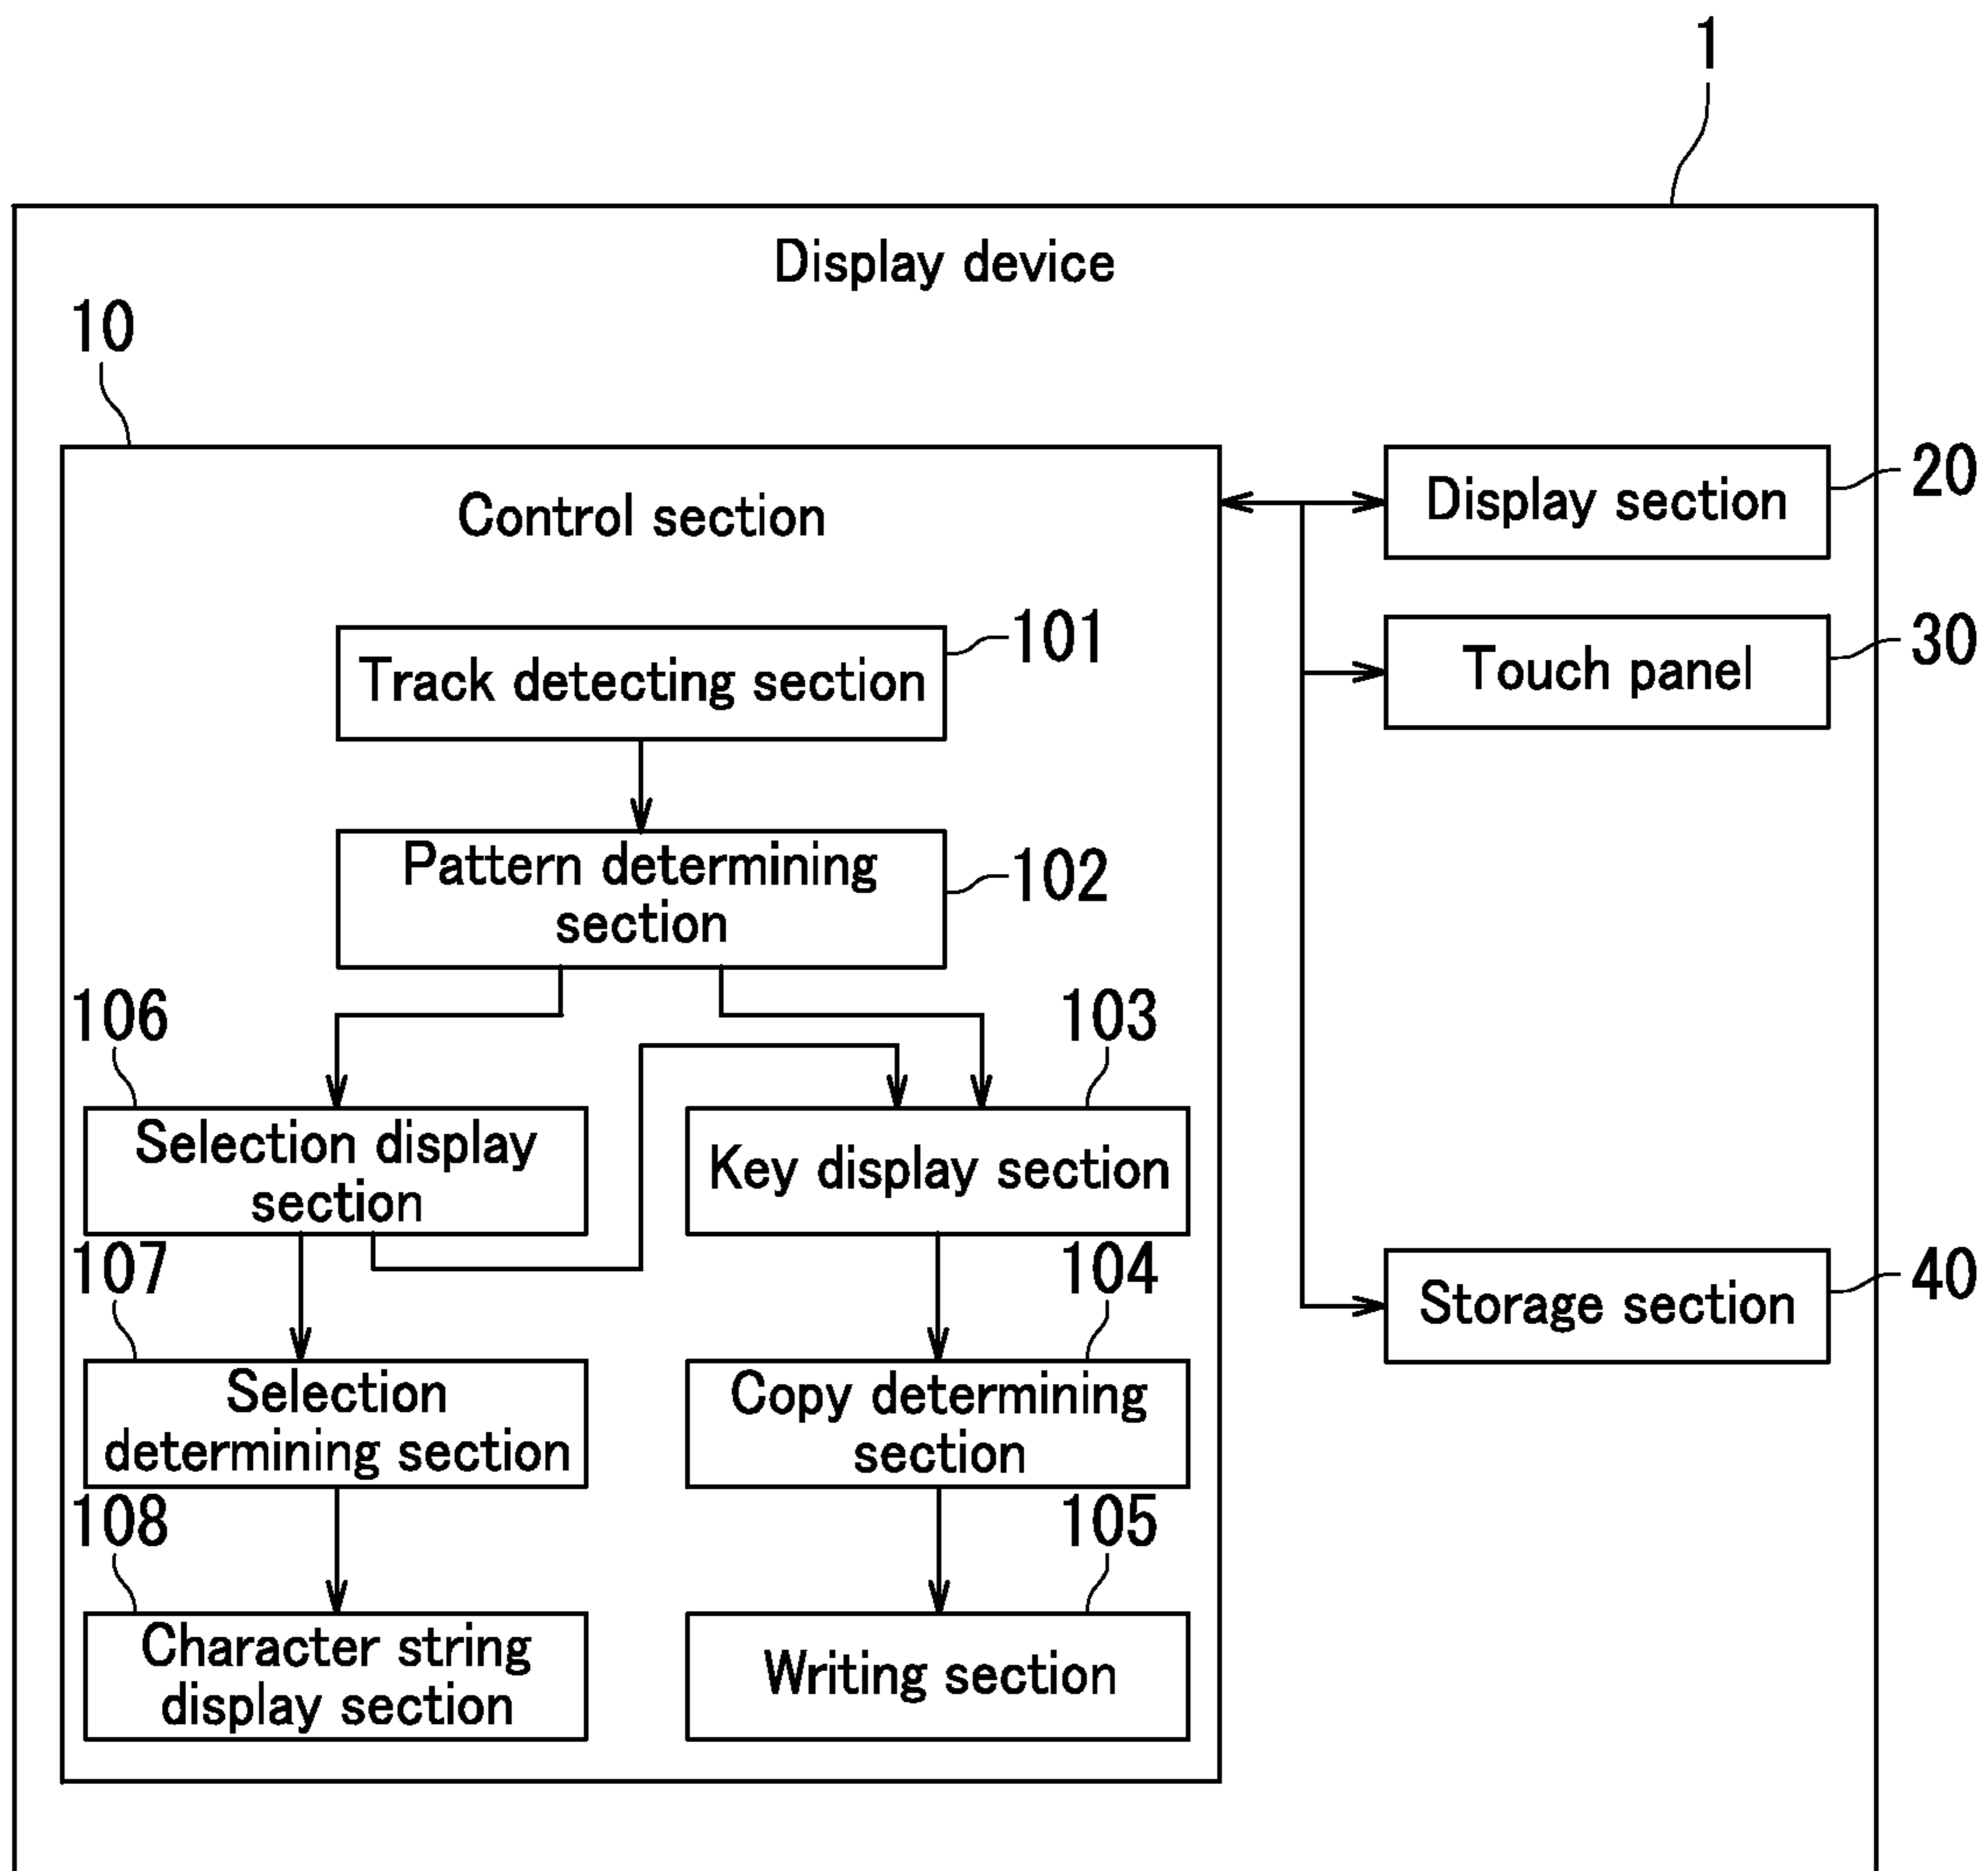 1
Display device
10
Control section
Display section
20
Track detecting section
101
Touch panel
30
Pattern determining
section
102
106
103
Selection display
section
Key display section
107
104
Storage section
40
Selection
determining section
Copy determining
section
108
105
Character string
display section
Writing section